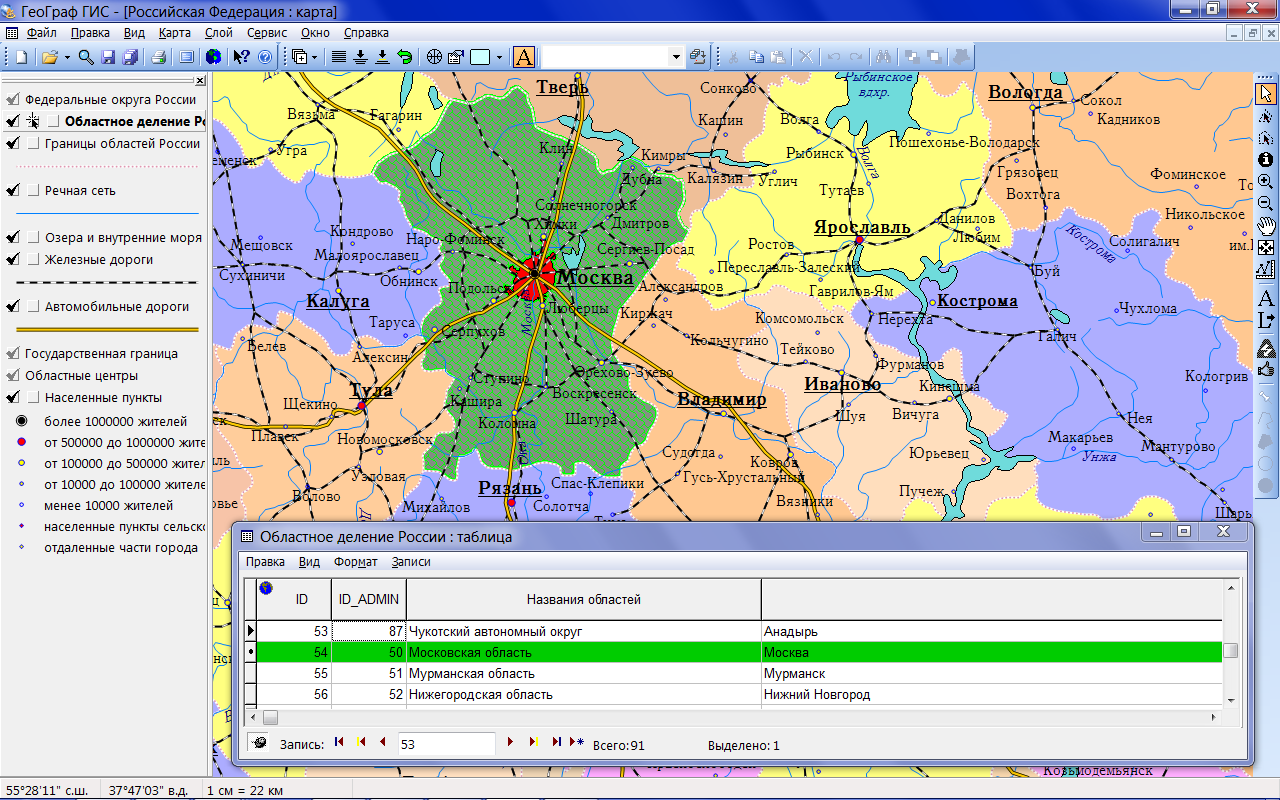 ГеоГраф ГИС - [Российская Федерация : карта]
Файл Правка Вид Карта Слой Сервис Окно Справка
Федеральные округа России
Областное деление Ро
Границы областей России
Речная сеть
Озера и внутренние моря
Железные дороги
Автомобильные дороги
Государственная граница
Областные центры
Населенные пункты
более 1000000 жителей
от 500000 до 1000000 жите
от 100000 до 500000 жител
от 10000 до 100000 жителе
менее 10000 жителей
населенные пункты сельско
отдаленные части города
Тверь
Сонково
Рыбинское
вдхр.
Вологда
Сокол
Кадников
Вязьма
Гагарин
Кашин
Волга
Пошехонье-Володарск
Угра
Клин
Кимры
Рыбинск
Волга
Грязовец
Дубна
Калязин
Углич
Тутаев
Вохтога
Фоминское
Солнечногорск
Никольское
Кондрово
Химки
Дмитров
Ярославль
Данилов
Любим
Кострома
Солигалич
им.
Мещовск
Малоярославец
Наро-Фоминск
Сергиев-Посад
Ростов
Сухиничи
Обнинск
Москва
Переславль-Залеский
Буй
Калуга
Подольск
Александров
Гаврилов-Ям
Кострома
Люберцы
Киржач
Комсомольск
Нерехта
Чухлома
Таруса
Серпухов
Москва
Кольчугино
Тейково
Галич
Белев
Алексин
Орехово-Зуево
Фурманов
Тула
Ступино
Воскресенск
Владимир
Иваново
Кинешма
Кологрив
Щекино
Кашира
Шатура
Шуя
Вичуга
Нея
Плавск
Новомосковск
Коломна
Судогда
Ковров
Юрьевец
Макарьев
Унжа
Мантурово
Узловая
Ока
Рязань
Спас-Клепики
Гусь-Хрустальный
Вязники
Пучеж
Волово
Михайлов
Солотча
Шарь
Областное деление России : таблица
Правка Вид Формат Записи
ID ID_ADMIN Названия областей
53 87 Чукотский автономный округ Анадырь
54 50 Московская область Москва
55 51 Мурманская область Мурманск
56 52 Нижегородская область Нижний Новгород
Запись: 53 Всего:91 Выделено: 1
Козьмодемьянск
55°28'11" с.ш. 37°47'03" в.д. 1 см = 22 км